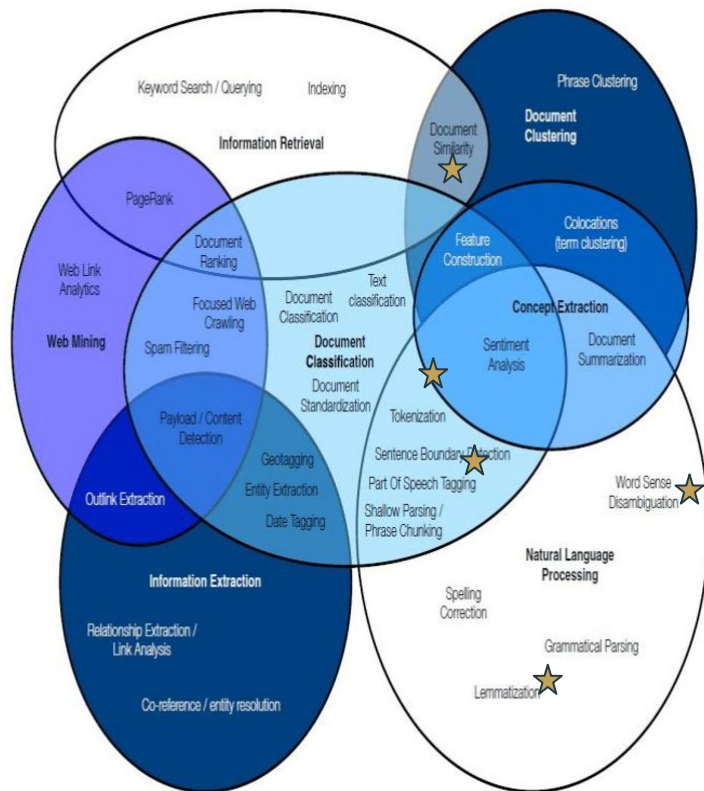 Keyword Search / Querying
Indexing
Information Retrieval
Phrase Clustering
Document
Clustering
Document
Similarity
PageRank
Document
Ranking
Feature
Construction
Colocations
(term clustering)
Web Link
Analytics
Focused Web
Crawling
Document
Classification
Text
classification
Concept Extraction
Web Mining
Spam Filtering
Document
Classification
Sentiment
Analysis
Document
Summarization
Document
Standardization
Tokenization
Payload / Content
Detection
Geotagging
Sentence Boundary Detection
Outlink Extraction
Entity Extraction
Part Of Speech Tagging
Word Sense
Disambiguation
Date Tagging
Shallow Parsing /
Phrase Chunking
Information Extraction
Natural Language
Processing
Spelling
Correction
Relationship Extraction /
Link Analysis
Grammatical Parsing
Lemmatization
Co-reference / entity resolution